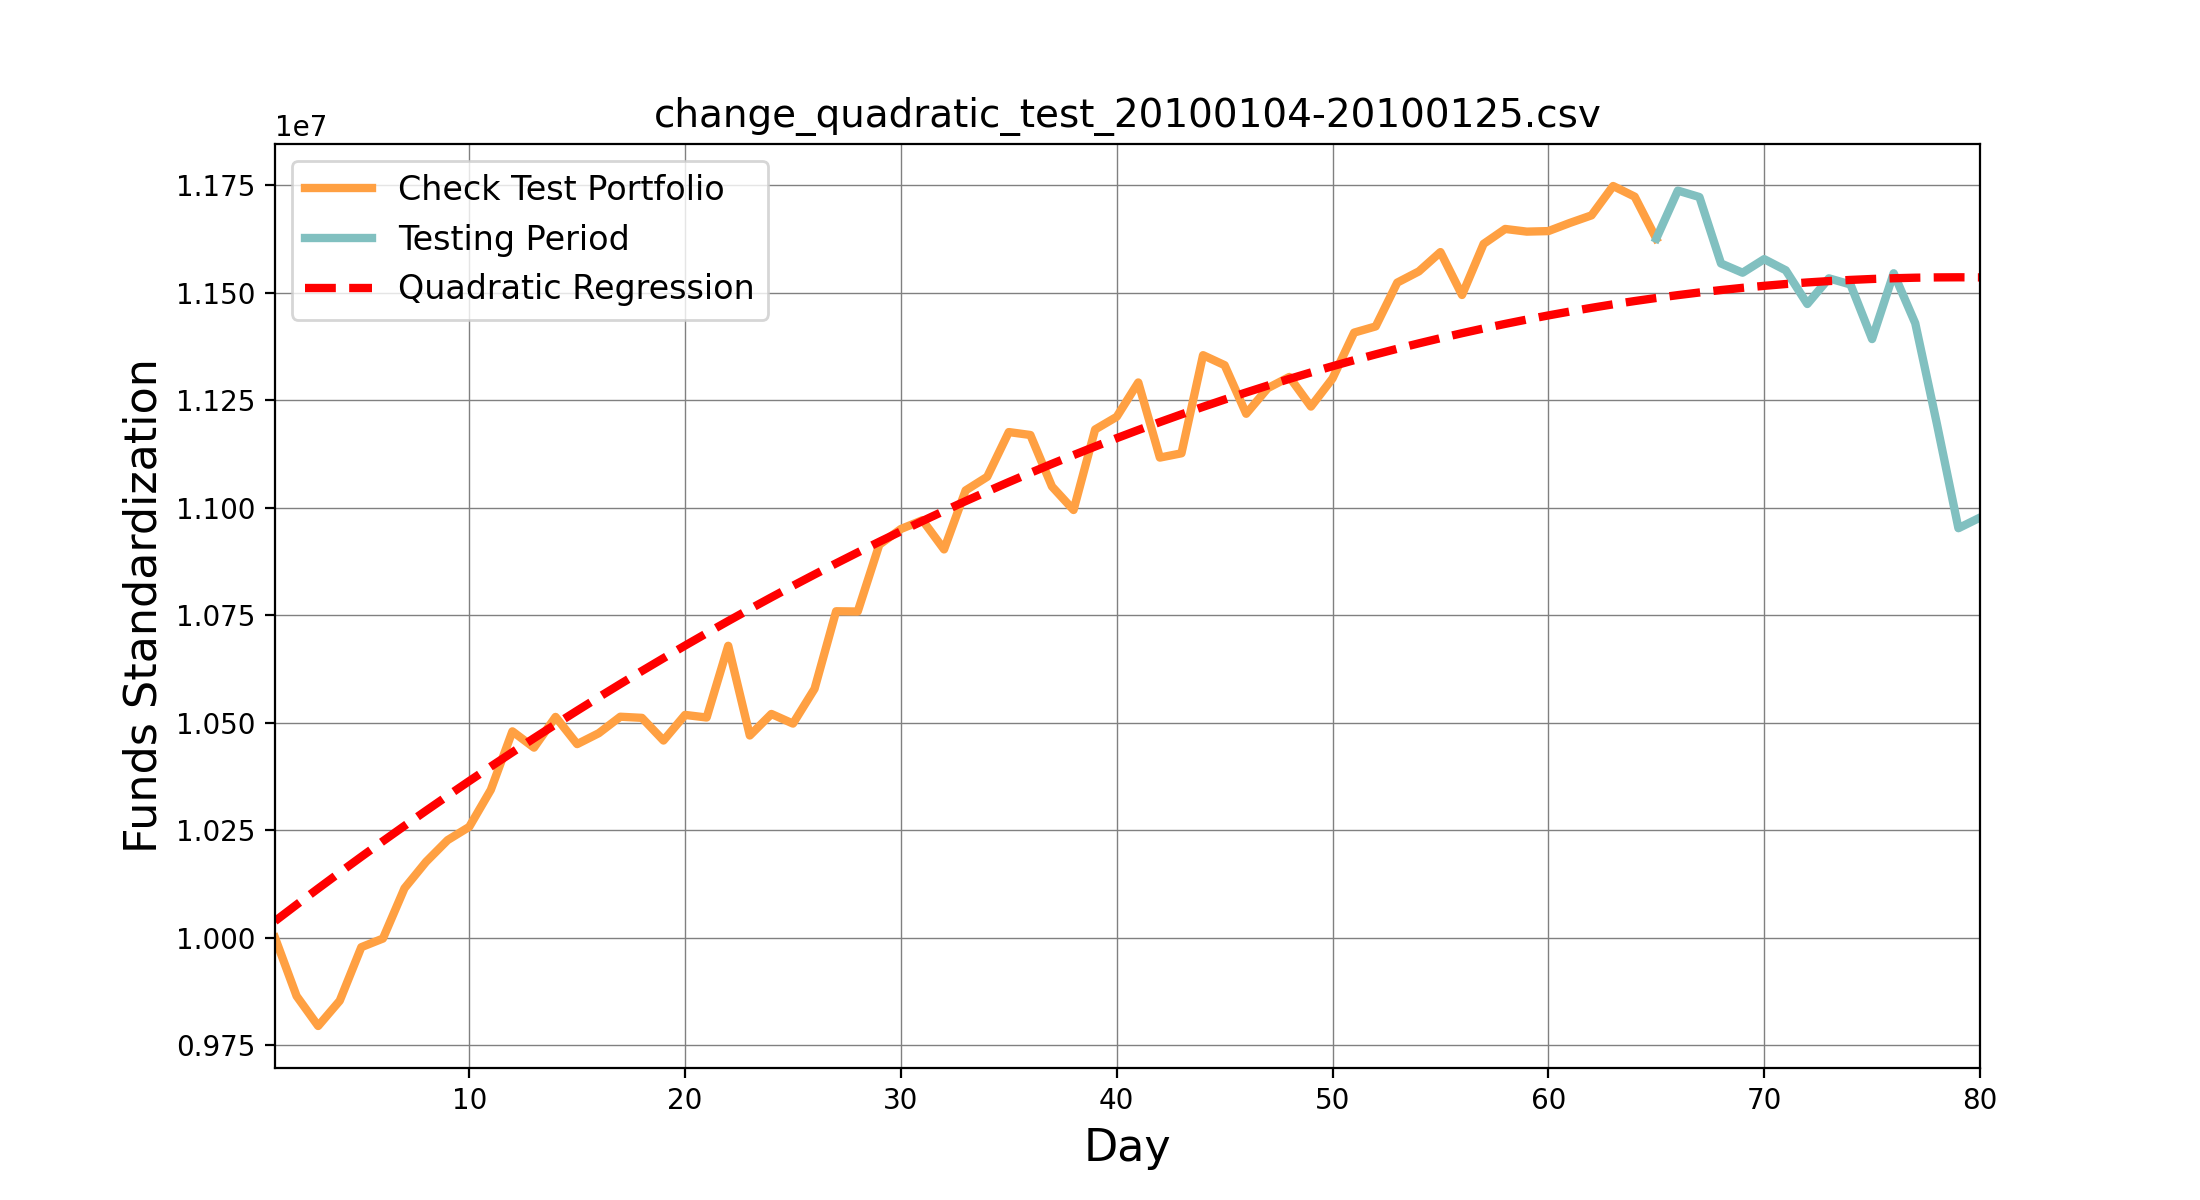 change_quadratic_test_20100104-20100125.csv
1e7
Check Test Portfolio
Testing Period
Quadratic Regression
1.175
1.150
1.125
1.100
1.075
1.050
1.025
1.000
0.975
Funds Standardization
10 20 30 40 50 60 70 80
Day